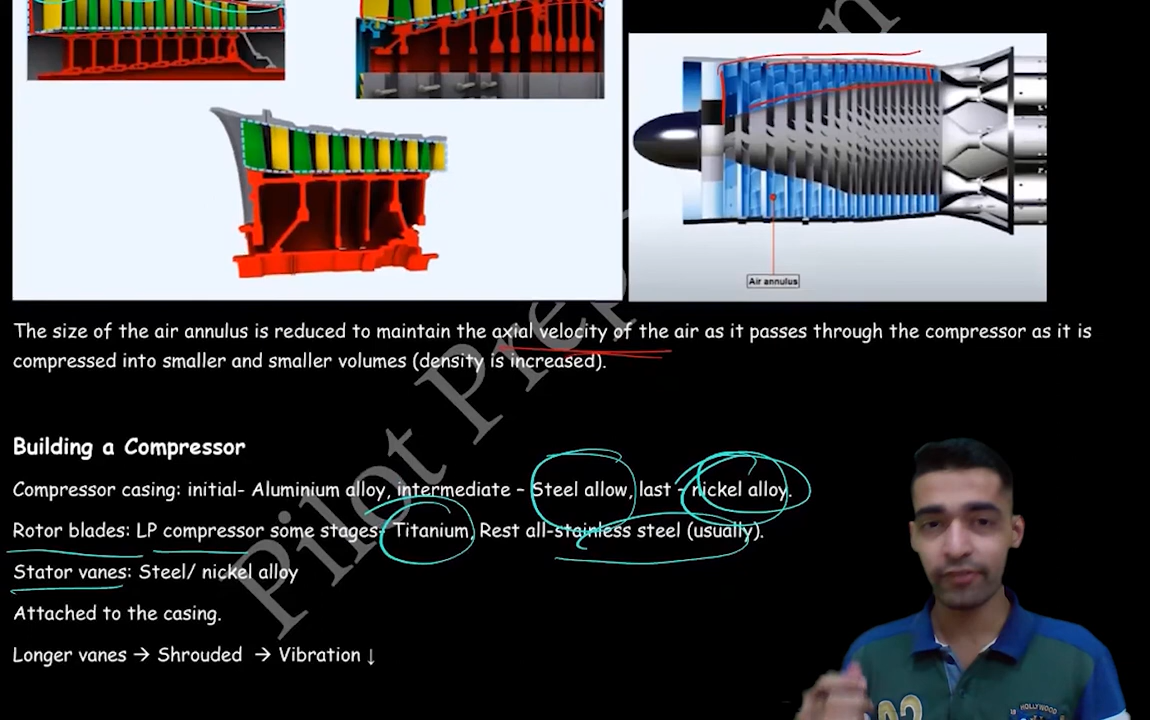 Air annulus
The size of the air annulus is reduced to maintain the axial velocity of the air as it passes through the compressor as it is
compressed into smaller and smaller volumes (density is increased).
Building a Compressor
Compressor casing: initial- Aluminium alloy, intermediate - Steel allow, last - nickel alloy.
Rotor blades: LP compressor some stages- Titanium, Rest all-stainless steel (usually).
Stator vanes: Steel/ nickel alloy
Attached to the casing.
Longer vanes → Shrouded → Vibration ↓
Pilot Prep
HOLLYWOOD